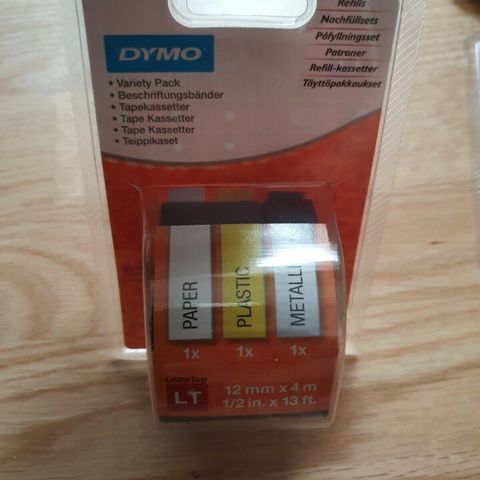 Refills
Nachfüllsets
Påfyllningsset
Patroner
Refill-kassetter
Täyttöpakkaukset
DYMO
• Variety Pack
• Beschriftungsbänder
• Tapekassetter
• Tape Kassetter
• Tape Kassetter
• Teippikaset
PAPER
PLASTIC
METALLI
1x 1x 1x
LetraTag
LT
12 mm x 4 m
1/2 in. x 13 ft.